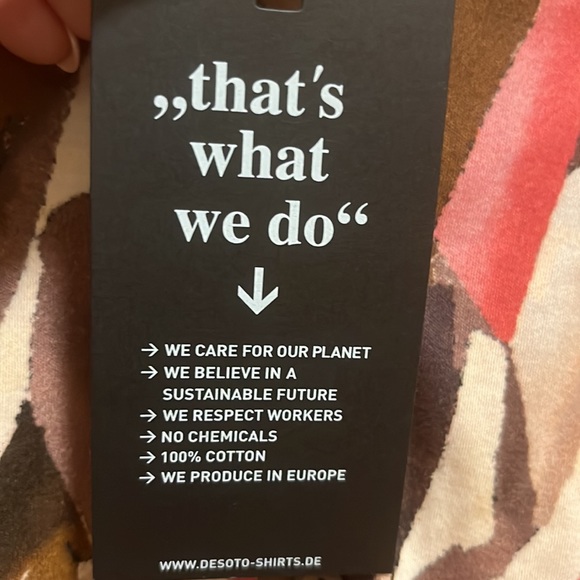 „that's
what
we do“
↓
→ WE CARE FOR OUR PLANET
→ WE BELIEVE IN A
SUSTAINABLE FUTURE
→ WE RESPECT WORKERS
→ NO CHEMICALS
→ 100% COTTON
→ WE PRODUCE IN EUROPE
WWW.DESOTO-SHIRTS.DE